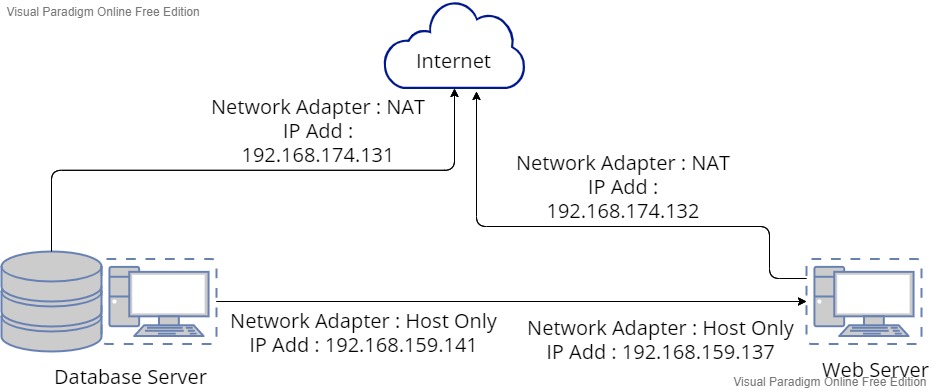 Visual Paradigm Online Free Edition
Internet
Network Adapter : NAT
IP Add :
192.168.174.131
Network Adapter : NAT
IP Add :
192.168.174.132
Network Adapter : Host Only
IP Add : 192.168.159.141
Network Adapter : Host Only
IP Add : 192.168.159.137
Database Server
Web Server
Visual Paradigm Online Free Edition